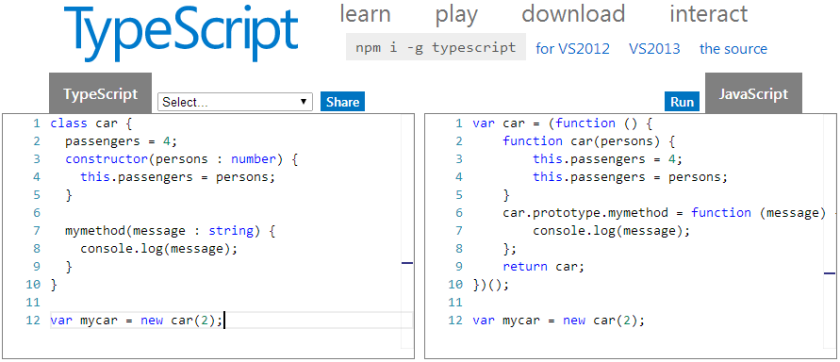 TypeScript learn play download interact
npm i -g typescript for VS2012 VS2013 the source
TypeScript Select... Share
Run JavaScript
1 class car {
2 passengers = 4;
3 constructor(persons : number) {
4 this.passengers = persons;
5 }
6
7 mymethod(message : string) {
8 console.log(message);
9 }
10 }
11
12 var mycar = new car(2);
1 var car = (function () {
2 function car(persons) {
3 this.passengers = 4;
4 this.passengers = persons;
5 }
6 car.prototype.mymethod = function (message)
7 console.log(message);
8 };
9 return car;
10 })();
11
12 var mycar = new car(2);